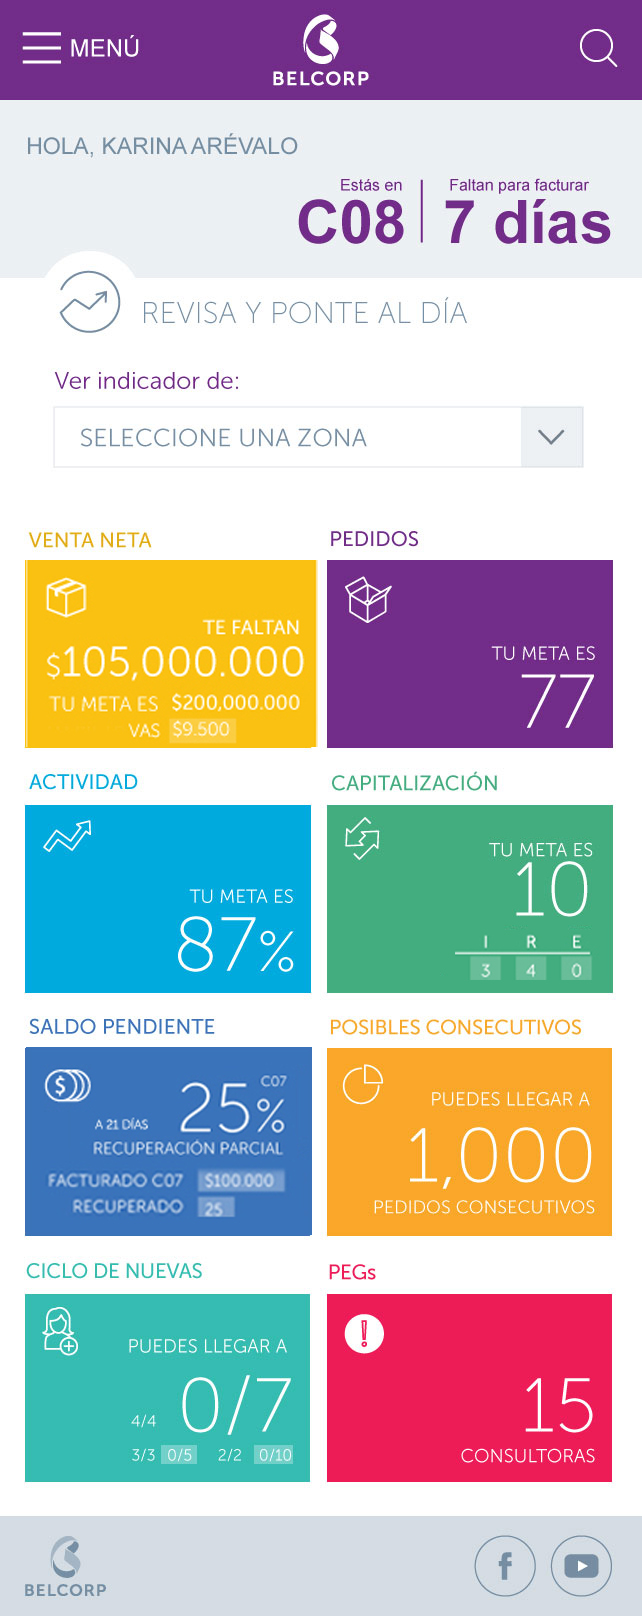 MENÚ
BELCORP
HOLA, KARINA ARÉVALO
Estás en
C08
Faltan para facturar
7 días
REVISA Y PONTE AL DÍA
Ver indicador de:
SELECCIONE UNA ZONA
VENTA NETA
TE FALTAN
$105,000.000
TU META ES $200,000.000
VAS $9.500
PEDIDOS
TU META ES
77
ACTIVIDAD
TU META ES
87%
CAPITALIZACIÓN
TU META ES
10
I R E
3 4 0
SALDO PENDIENTE
C07
A 21 DÍAS 25%
RECUPERACIÓN PARCIAL
FACTURADO C07 $100.000
RECUPERADO 25
POSIBLES CONSECUTIVOS
PUEDES LLEGAR A
1,000
PEDIDOS CONSECUTIVOS
CICLO DE NUEVAS
PUEDES LLEGAR A
4/4 0/7
3/3 0/5 2/2 0/10
PEGs
15
CONSULTORAS
BELCORP